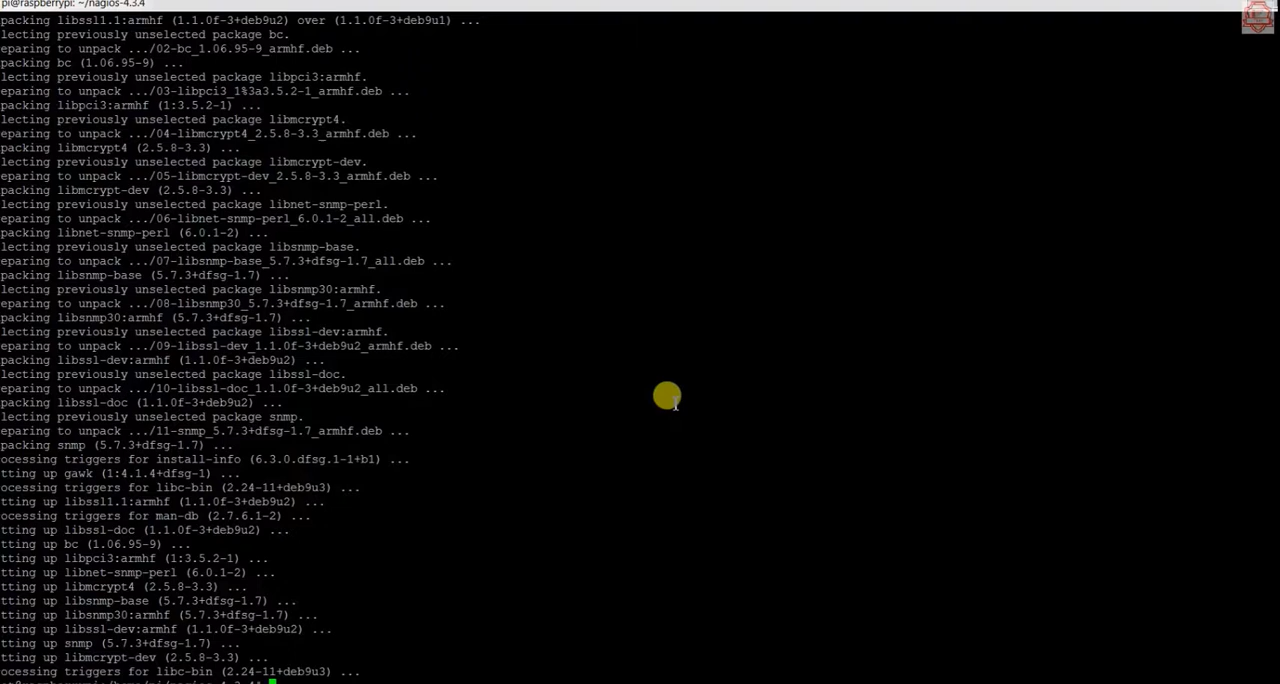 pi@raspberrypi: ~/nagios-4.3.4
packing libssl1.1:armhf (1.1.0f-3+deb9u2) over (1.1.0f-3+deb9u1) ...
lecting previously unselected package bc.
eparing to unpack .../02-bc_1.06.95-9_armhf.deb ...
packing bc (1.06.95-9) ...
lecting previously unselected package libpci3:armhf.
eparing to unpack .../03-libpci3_1%3a3.5.2-1_armhf.deb ...
packing libpci3:armhf (1:3.5.2-1) ...
lecting previously unselected package libmcrypt4.
eparing to unpack .../04-libmcrypt4_2.5.8-3.3_armhf.deb ...
packing libmcrypt4 (2.5.8-3.3) ...
lecting previously unselected package libmcrypt-dev.
eparing to unpack .../05-libmcrypt-dev_2.5.8-3.3_armhf.deb ...
packing libmcrypt-dev (2.5.8-3.3) ...
lecting previously unselected package libnet-snmp-perl.
eparing to unpack .../06-libnet-snmp-perl_6.0.1-2_all.deb ...
packing libnet-snmp-perl (6.0.1-2) ...
lecting previously unselected package libsnmp-base.
eparing to unpack .../07-libsnmp-base_5.7.3+dfsg-1.7_all.deb ...
packing libsnmp-base (5.7.3+dfsg-1.7) ...
lecting previously unselected package libsnmp30:armhf.
eparing to unpack .../08-libsnmp30_5.7.3+dfsg-1.7_armhf.deb ...
packing libsnmp30:armhf (5.7.3+dfsg-1.7) ...
lecting previously unselected package libssl-dev:armhf.
eparing to unpack .../09-libssl-dev_1.1.0f-3+deb9u2_armhf.deb ...
packing libssl-dev:armhf (1.1.0f-3+deb9u2) ...
lecting previously unselected package libssl-doc.
eparing to unpack .../10-libssl-doc_1.1.0f-3+deb9u2_all.deb ...
packing libssl-doc (1.1.0f-3+deb9u2) ...
lecting previously unselected package snmp.
eparing to unpack .../11-snmp_5.7.3+dfsg-1.7_armhf.deb ...
packing snmp (5.7.3+dfsg-1.7) ...
ocessing triggers for install-info (6.3.0.dfsg.1-1+b1) ...
tting up gawk (1:4.1.4+dfsg-1) ...
ocessing triggers for libc-bin (2.24-11+deb9u3) ...
tting up libssl1.1:armhf (1.1.0f-3+deb9u2) ...
ocessing triggers for man-db (2.7.6.1-2) ...
tting up libssl-doc (1.1.0f-3+deb9u2) ...
tting up bc (1.06.95-9) ...
tting up libpci3:armhf (1:3.5.2-1) ...
tting up libnet-snmp-perl (6.0.1-2) ...
tting up libmcrypt4 (2.5.8-3.3) ...
tting up libsnmp-base (5.7.3+dfsg-1.7) ...
tting up libsnmp30:armhf (5.7.3+dfsg-1.7) ...
tting up libssl-dev:armhf (1.1.0f-3+deb9u2) ...
tting up snmp (5.7.3+dfsg-1.7) ...
tting up libmcrypt-dev (2.5.8-3.3) ...
ocessing triggers for libc-bin (2.24-11+deb9u3) ...